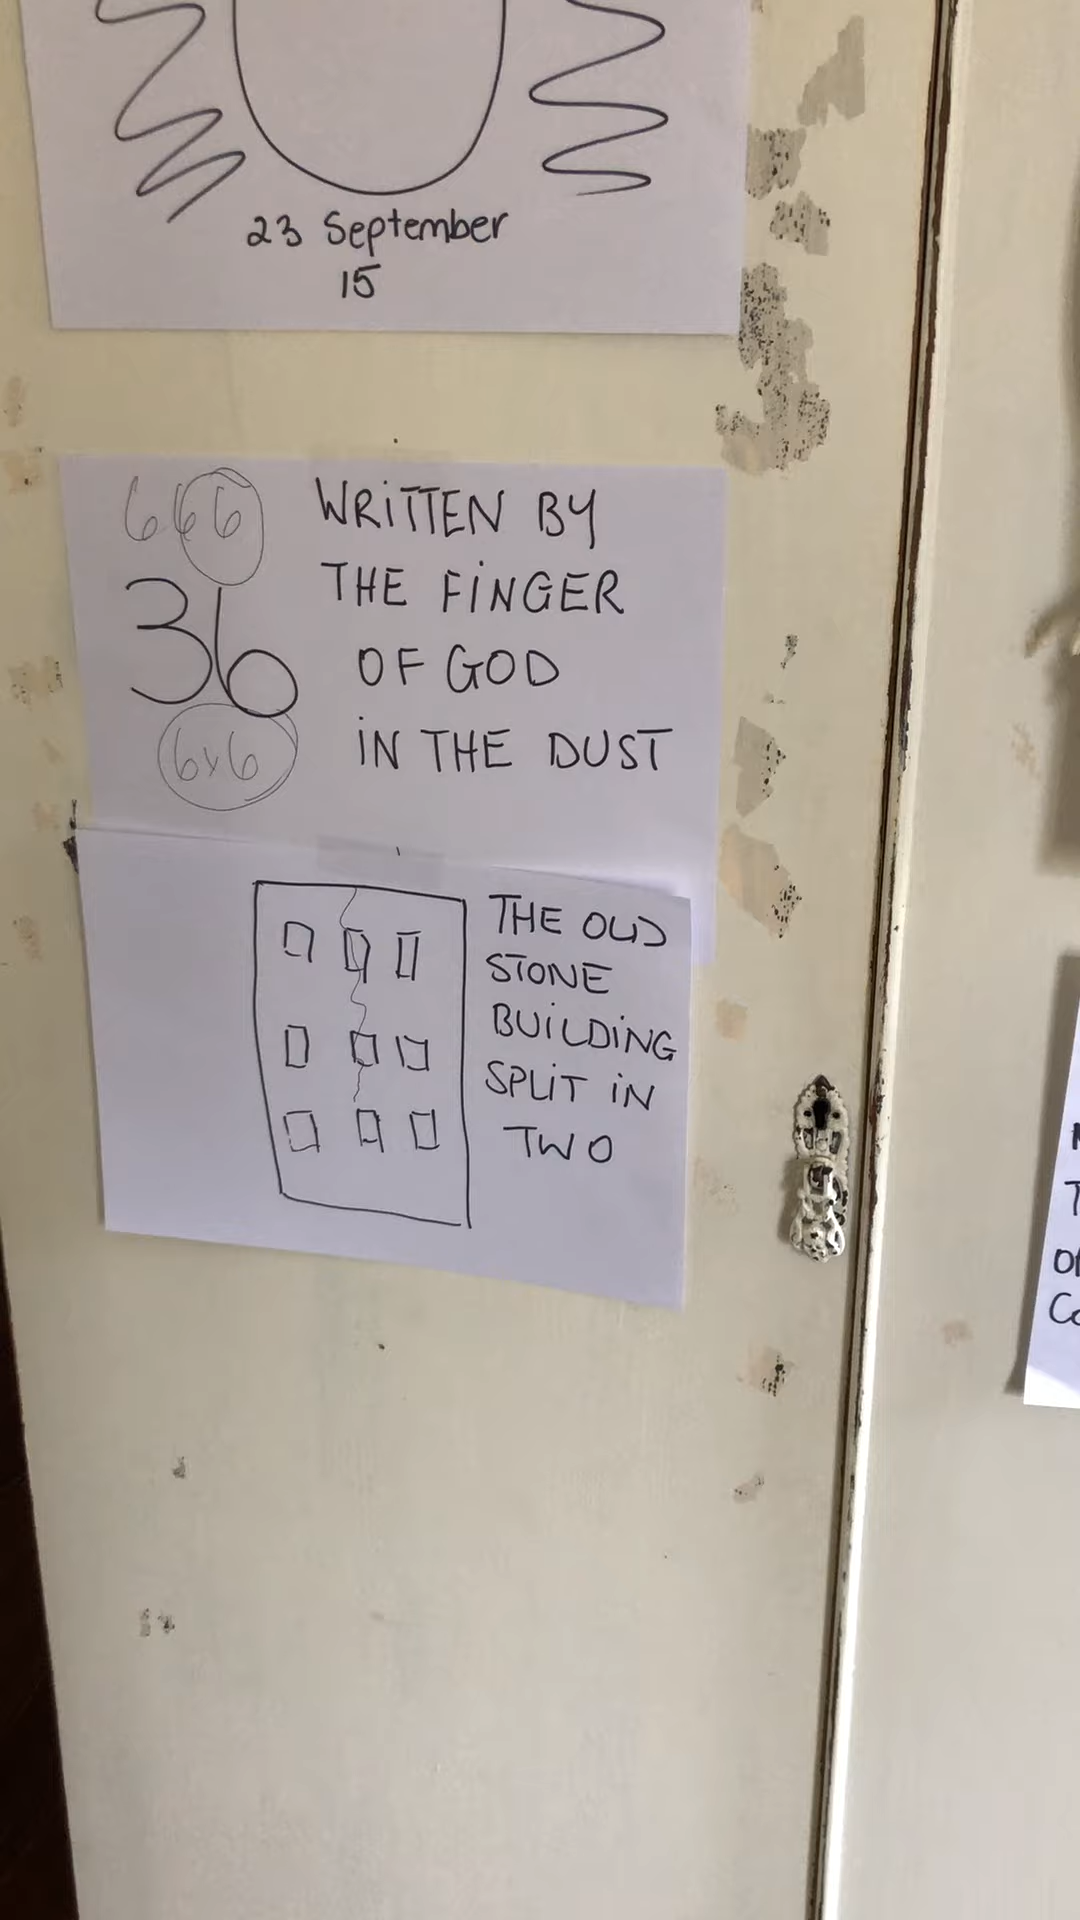 23 September
15
666 WRITTEN BY
36 THE FINGER
OF GOD
6x6 IN THE DUST
THE OLD
STONE
BUILDING
SPLIT IN
TWO